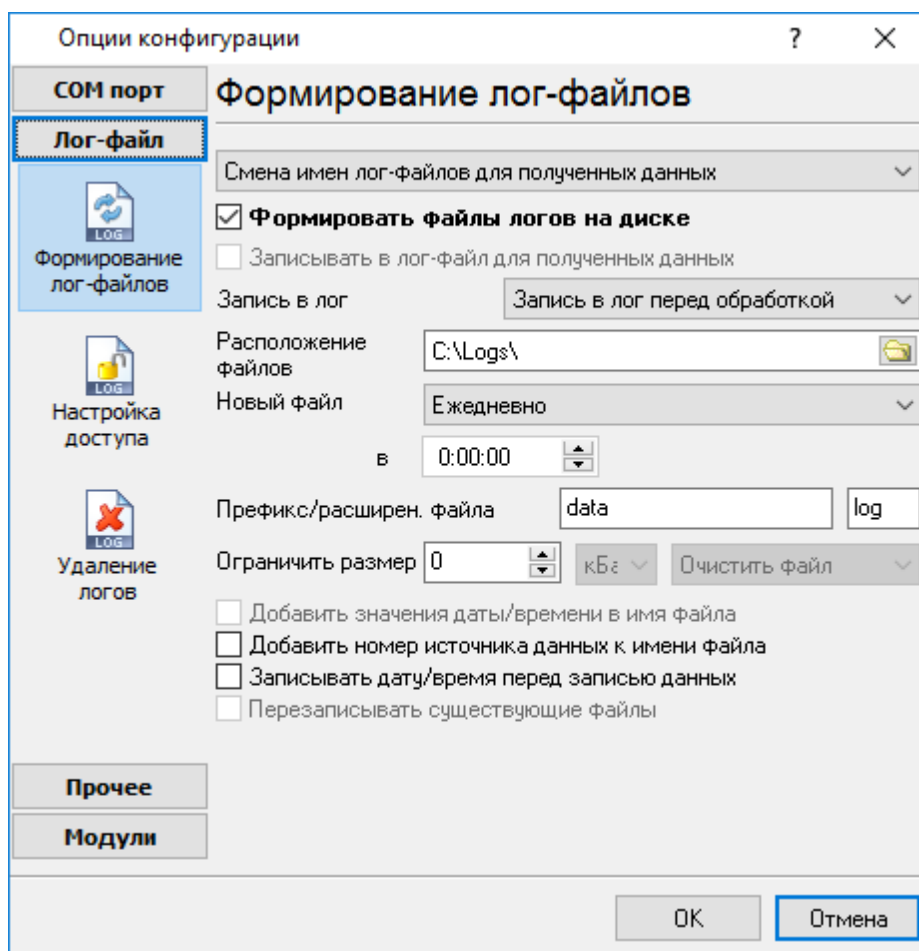 Опции конфигурации
?
COM порт
Лог-файл
LOG
Формирование
лог-файлов
LOG
Настройка
доступа
LOG
Удаление
логов
Прочее
Модули
Формирование лог-файлов
Смена имен лог-файлов для полученных данных
Формировать файлы логов на диске
Записывать в лог-файл для полученных данных
Запись в лог Запись в лог перед обработкой
Расположение
файлов
C:\Logs\
Новый файл Ежедневно
в 0:00:00
Префикс/расширен. файла data log
Ограничить размер 0 кБа Очистить файл
Добавить значения даты/времени в имя файла
Добавить номер источника данных к имени файла
Записывать дату/время перед записью данных
Перезаписывать существующие файлы
OK Отмена